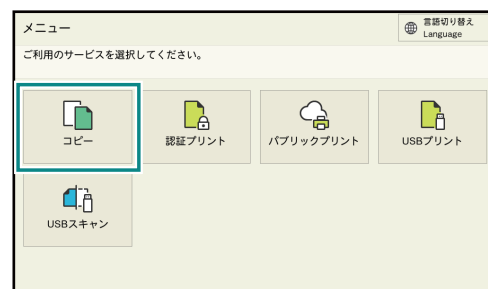 メニュー
言語切り替え
Language
ご利用のサービスを選択してください。
コピー
認証プリント
パブリックプリント
USBプリント
USBスキャン